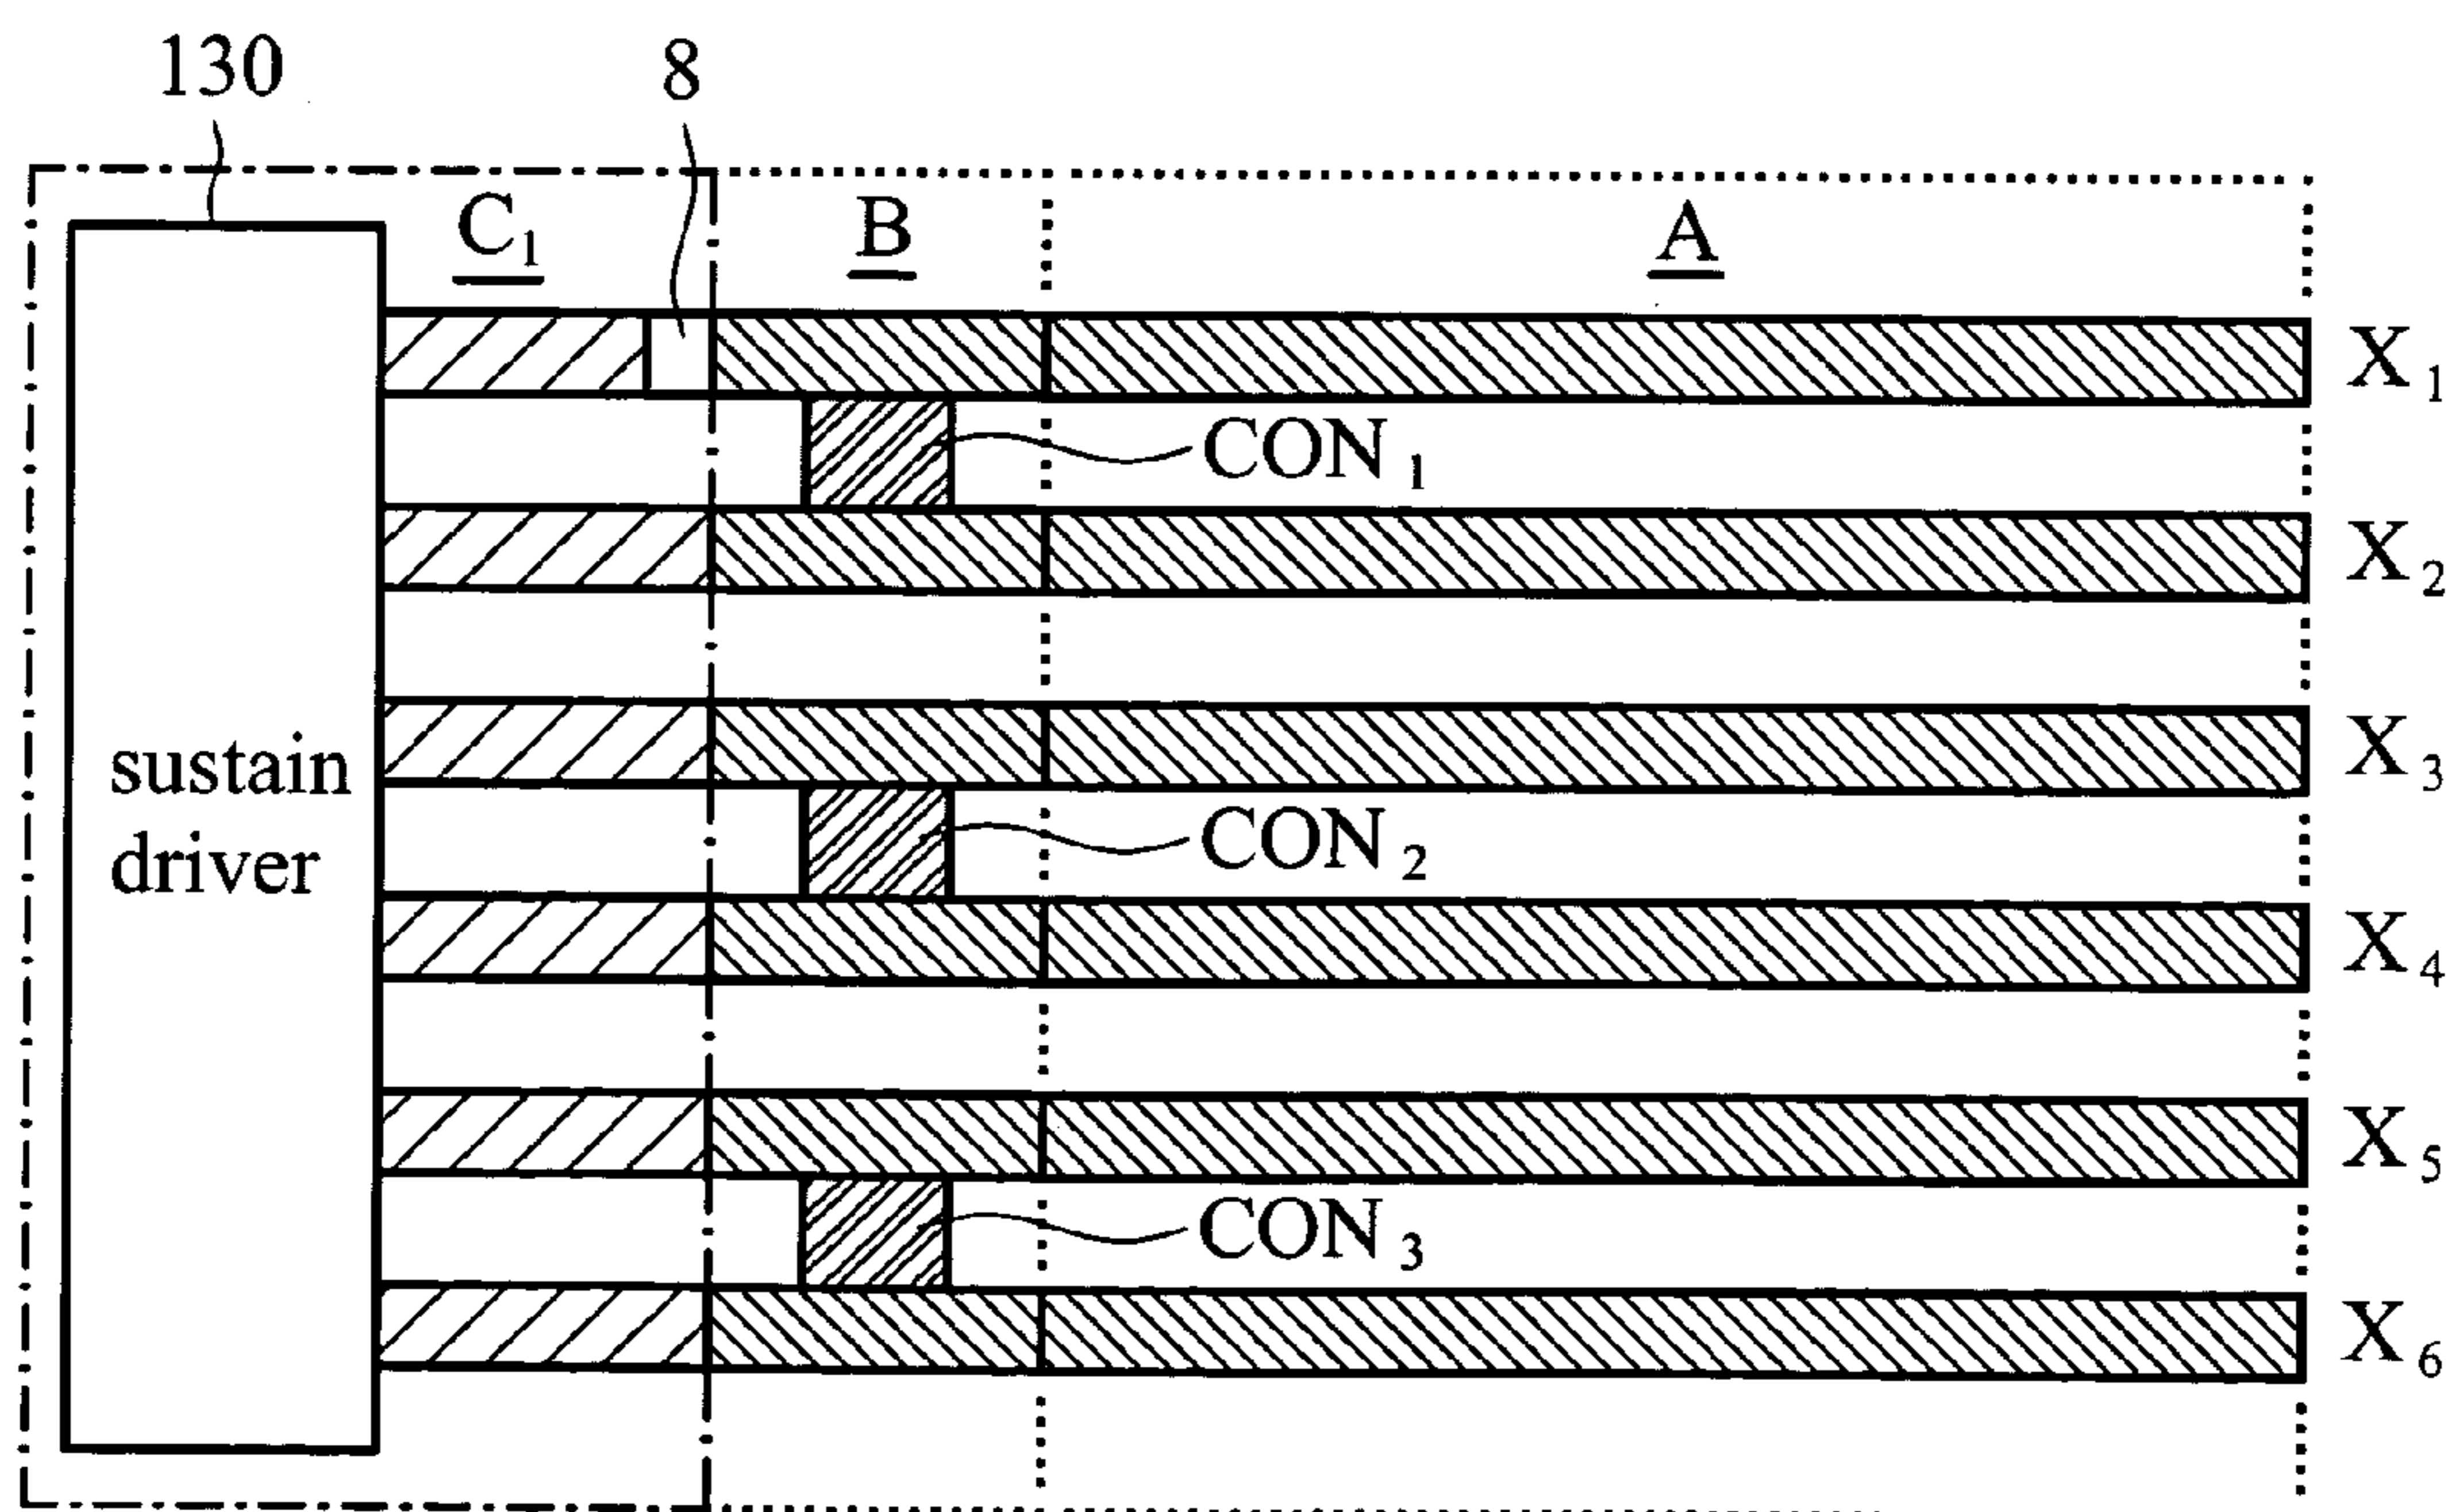 130
8
C₁
B
A
X₁
CON₁
X₂
sustain
driver
X₃
CON₂
X₄
X₅
CON₃
X₆